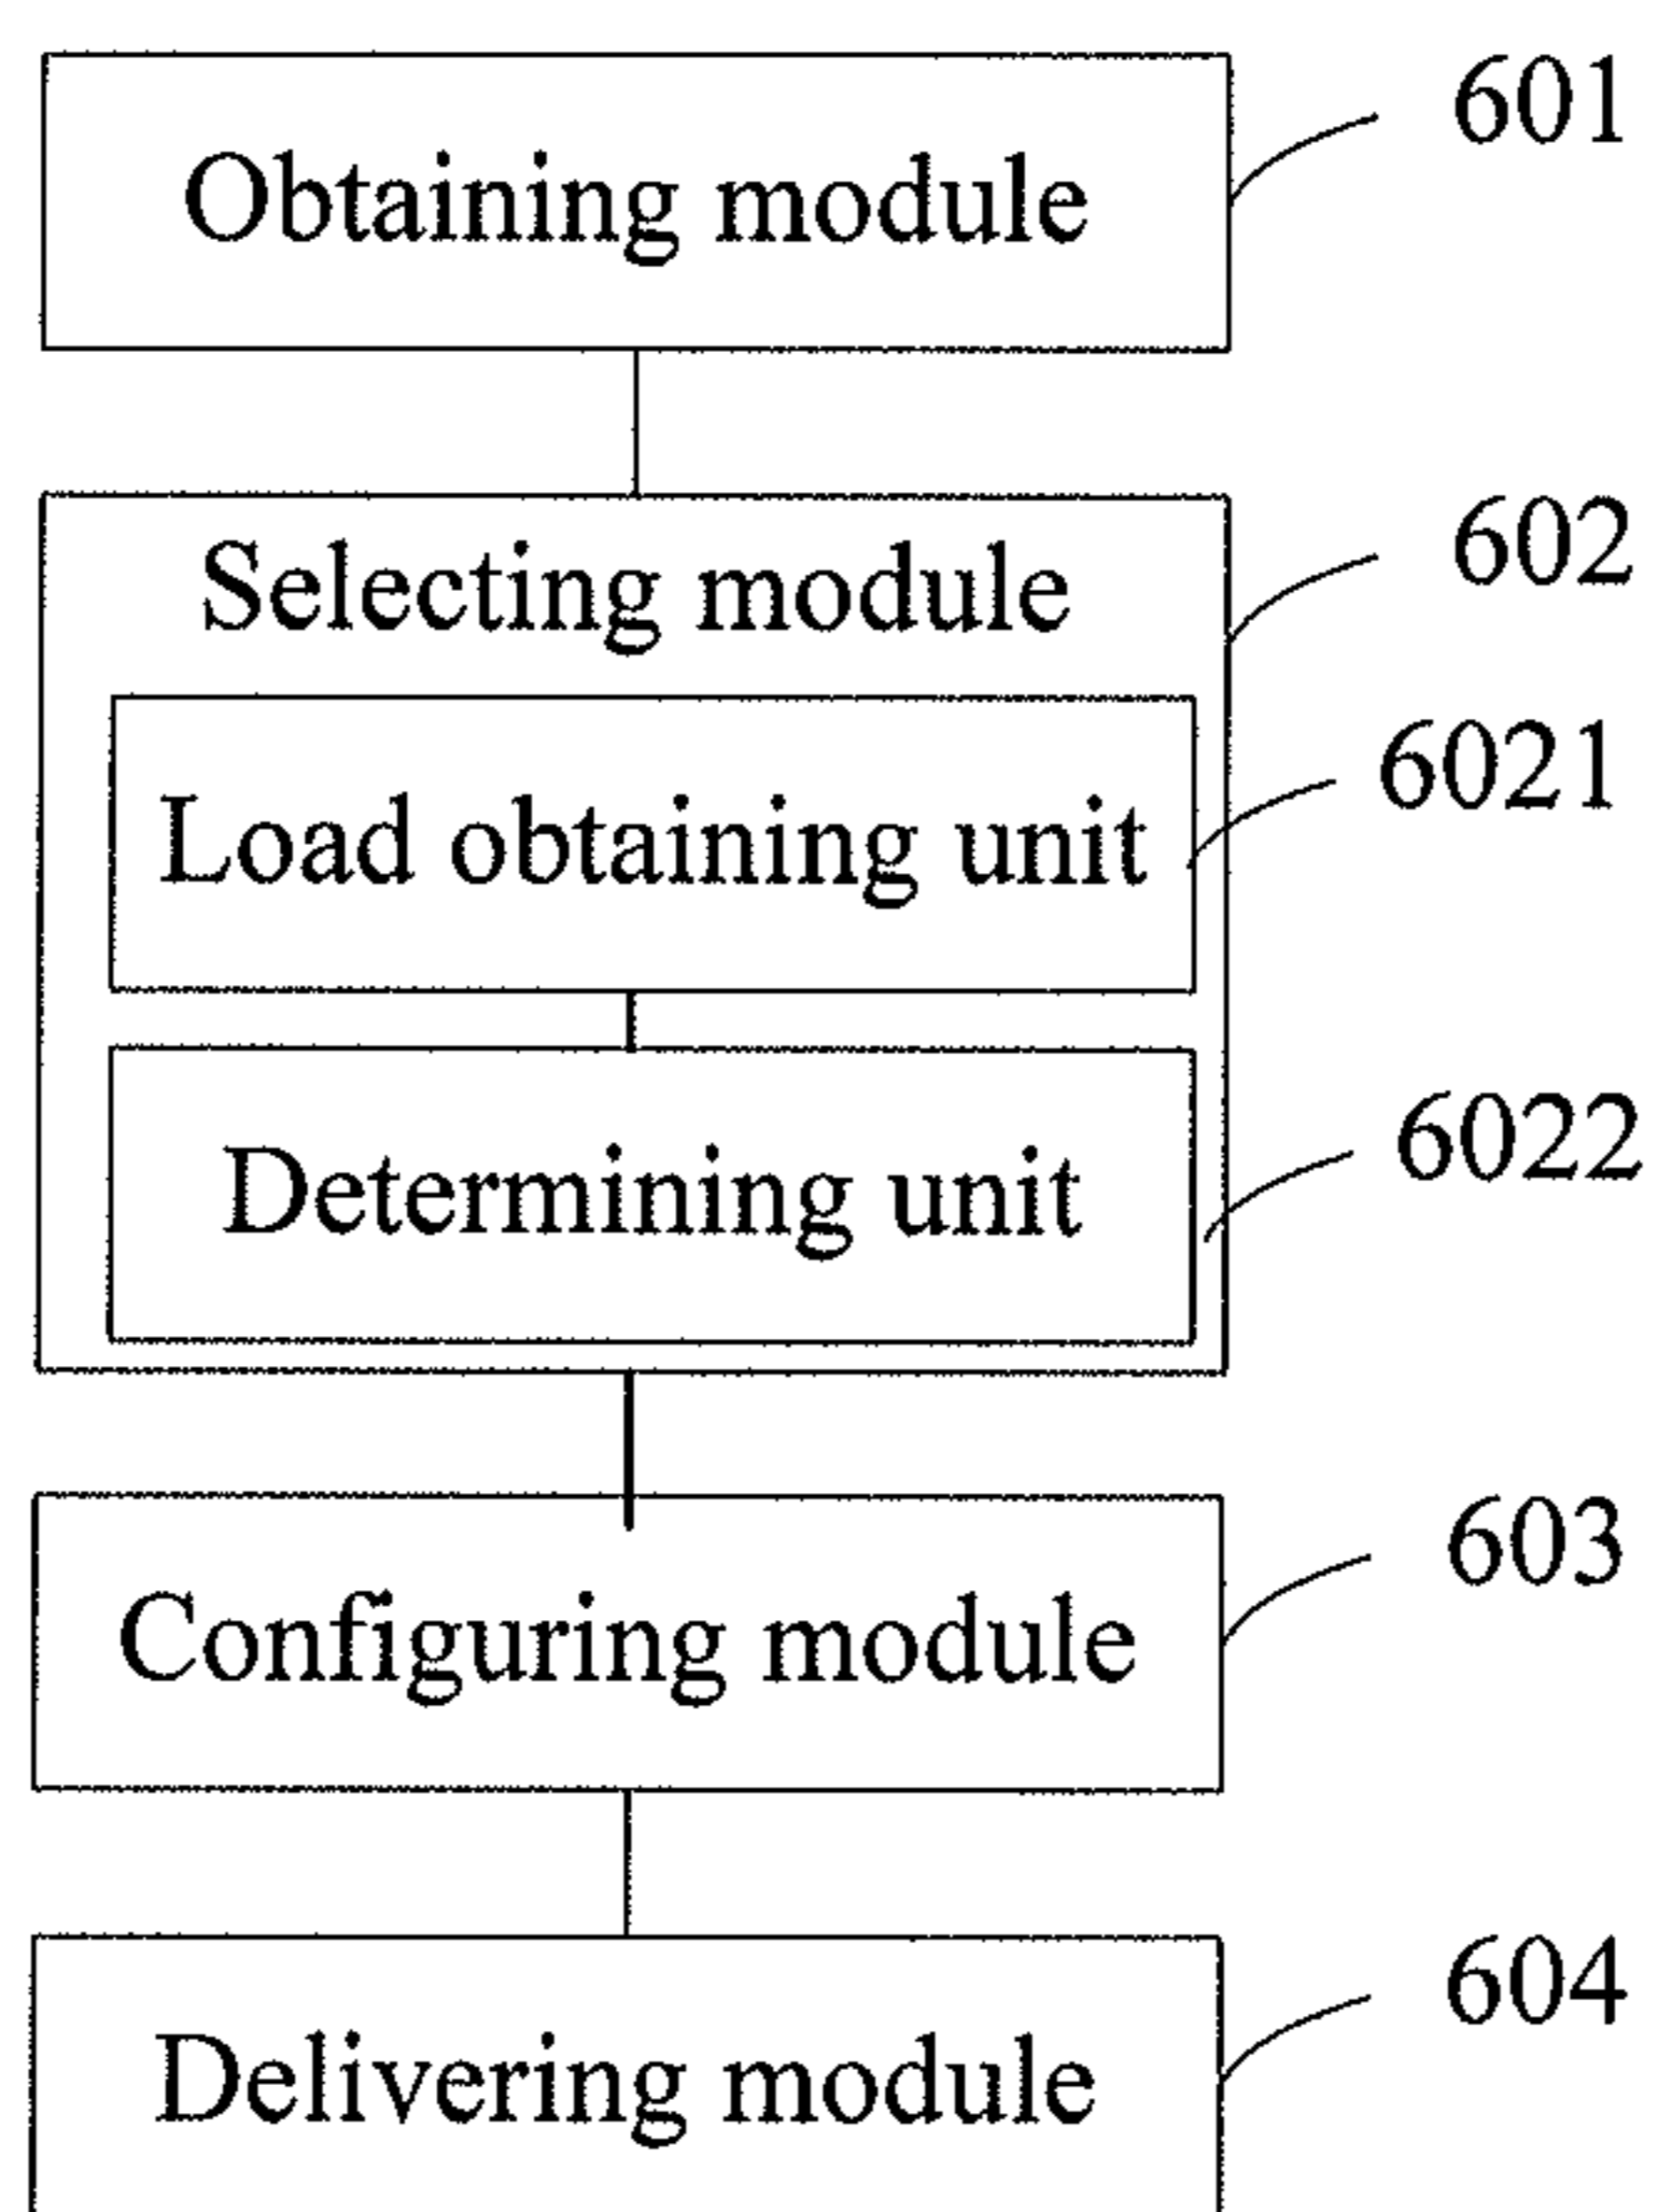 Obtaining module
601
Selecting module
602
Load obtaining unit
6021
Determining unit
6022
Configuring module
603
Delivering module
604